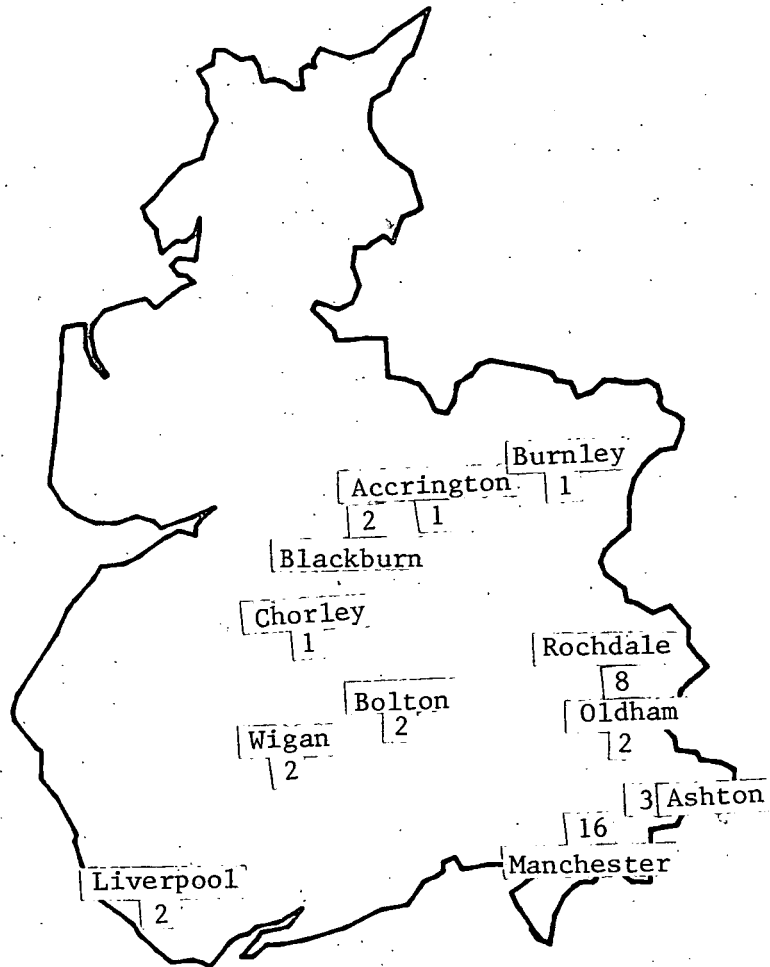 Burnley
1
Accrington
2 1
Blackburn
Chorley
1
Rochdale
8
Bolton
2
Oldham
2
Wigan
2
3 Ashton
16
Manchester
Liverpool
2